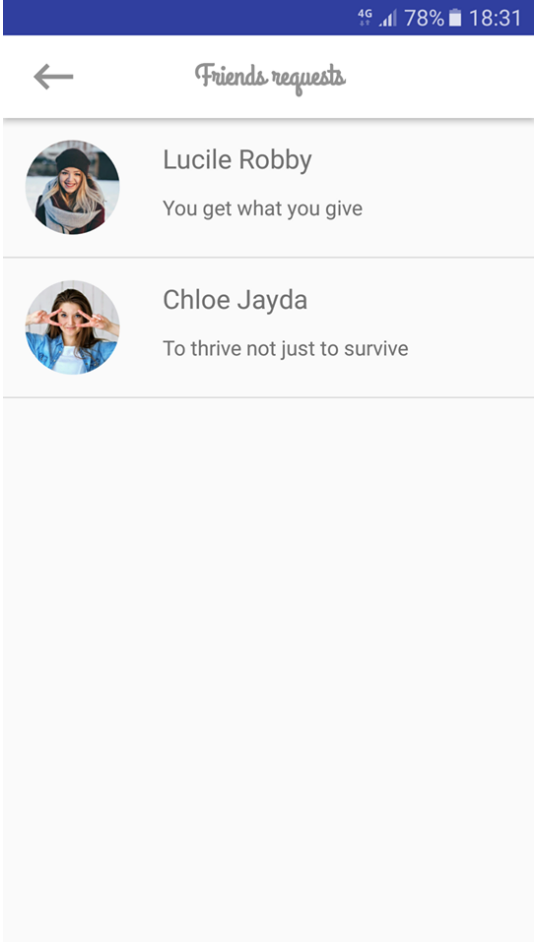 4G 78% 18:31
Friends requests
Lucile Robby
You get what you give
Chloe Jayda
To thrive not just to survive